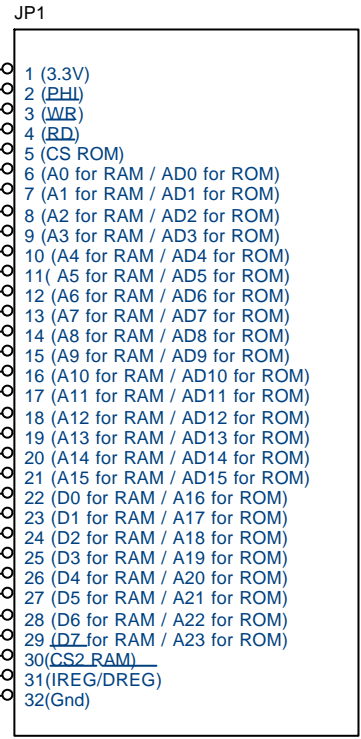 JP1
1 (3.3V)
2 (PHI)
3 (WR)
4 (RD)
5 (CS ROM)
6 (A0 for RAM / AD0 for ROM)
7 (A1 for RAM / AD1 for ROM)
8 (A2 for RAM / AD2 for ROM)
9 (A3 for RAM / AD3 for ROM)
10 (A4 for RAM / AD4 for ROM)
11( A5 for RAM / AD5 for ROM)
12 (A6 for RAM / AD6 for ROM)
13 (A7 for RAM / AD7 for ROM)
14 (A8 for RAM / AD8 for ROM)
15 (A9 for RAM / AD9 for ROM)
16 (A10 for RAM / AD10 for ROM)
17 (A11 for RAM / AD11 for ROM)
18 (A12 for RAM / AD12 for ROM)
19 (A13 for RAM / AD13 for ROM)
20 (A14 for RAM / AD14 for ROM)
21 (A15 for RAM / AD15 for ROM)
22 (D0 for RAM / A16 for ROM)
23 (D1 for RAM / A17 for ROM)
24 (D2 for RAM / A18 for ROM)
25 (D3 for RAM / A19 for ROM)
26 (D4 for RAM / A20 for ROM)
27 (D5 for RAM / A21 for ROM)
28 (D6 for RAM / A22 for ROM)
29 (D7 for RAM / A23 for ROM)
30(CS2 RAM)
31(IREG/DREG)
32(Gnd)